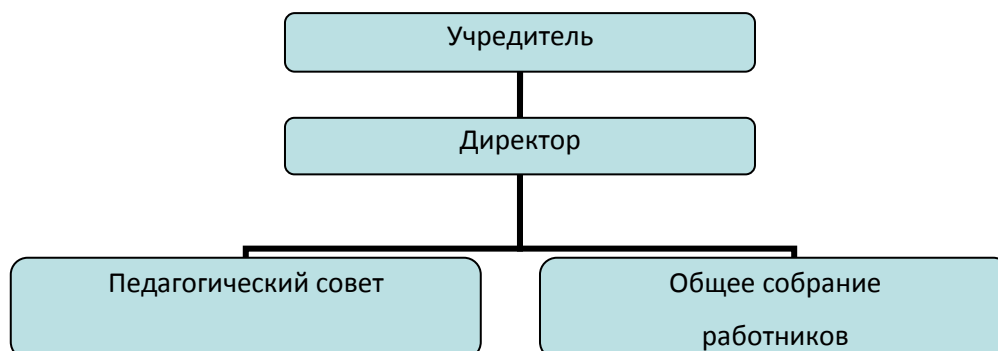 Учредитель
Директор
Педагогический совет
Общее собрание
работников